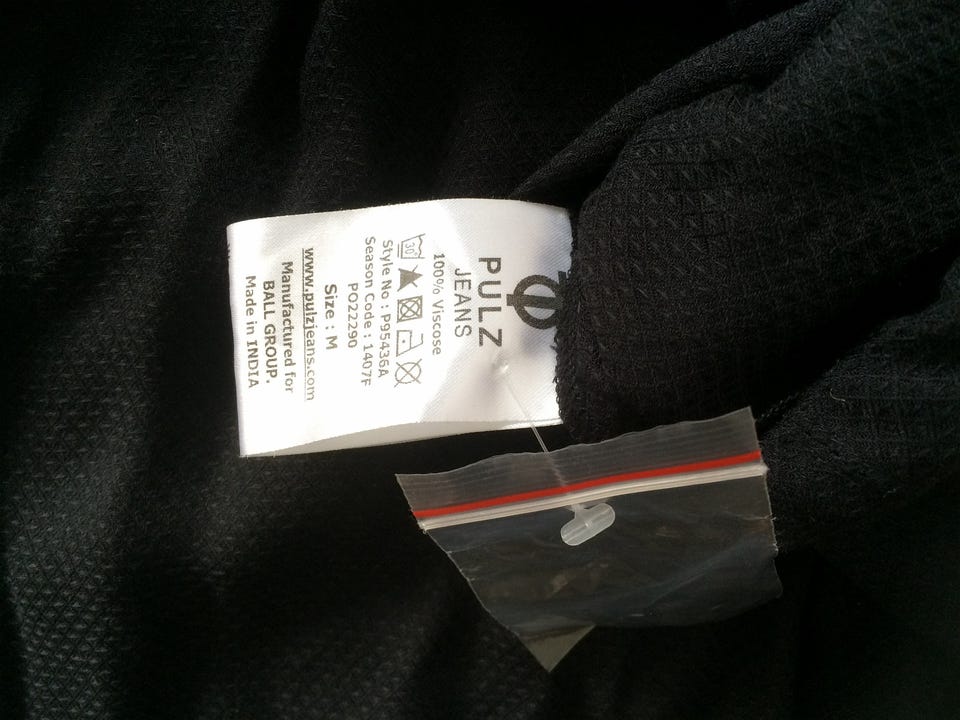 PULZ
JEANS
100% Viscose
30°
Style No : P95436A
Season Code : 1407F
PO22290
Size : M
www.pulzjeans.com
Manufactured for
BALL GROUP.
Made in INDIA